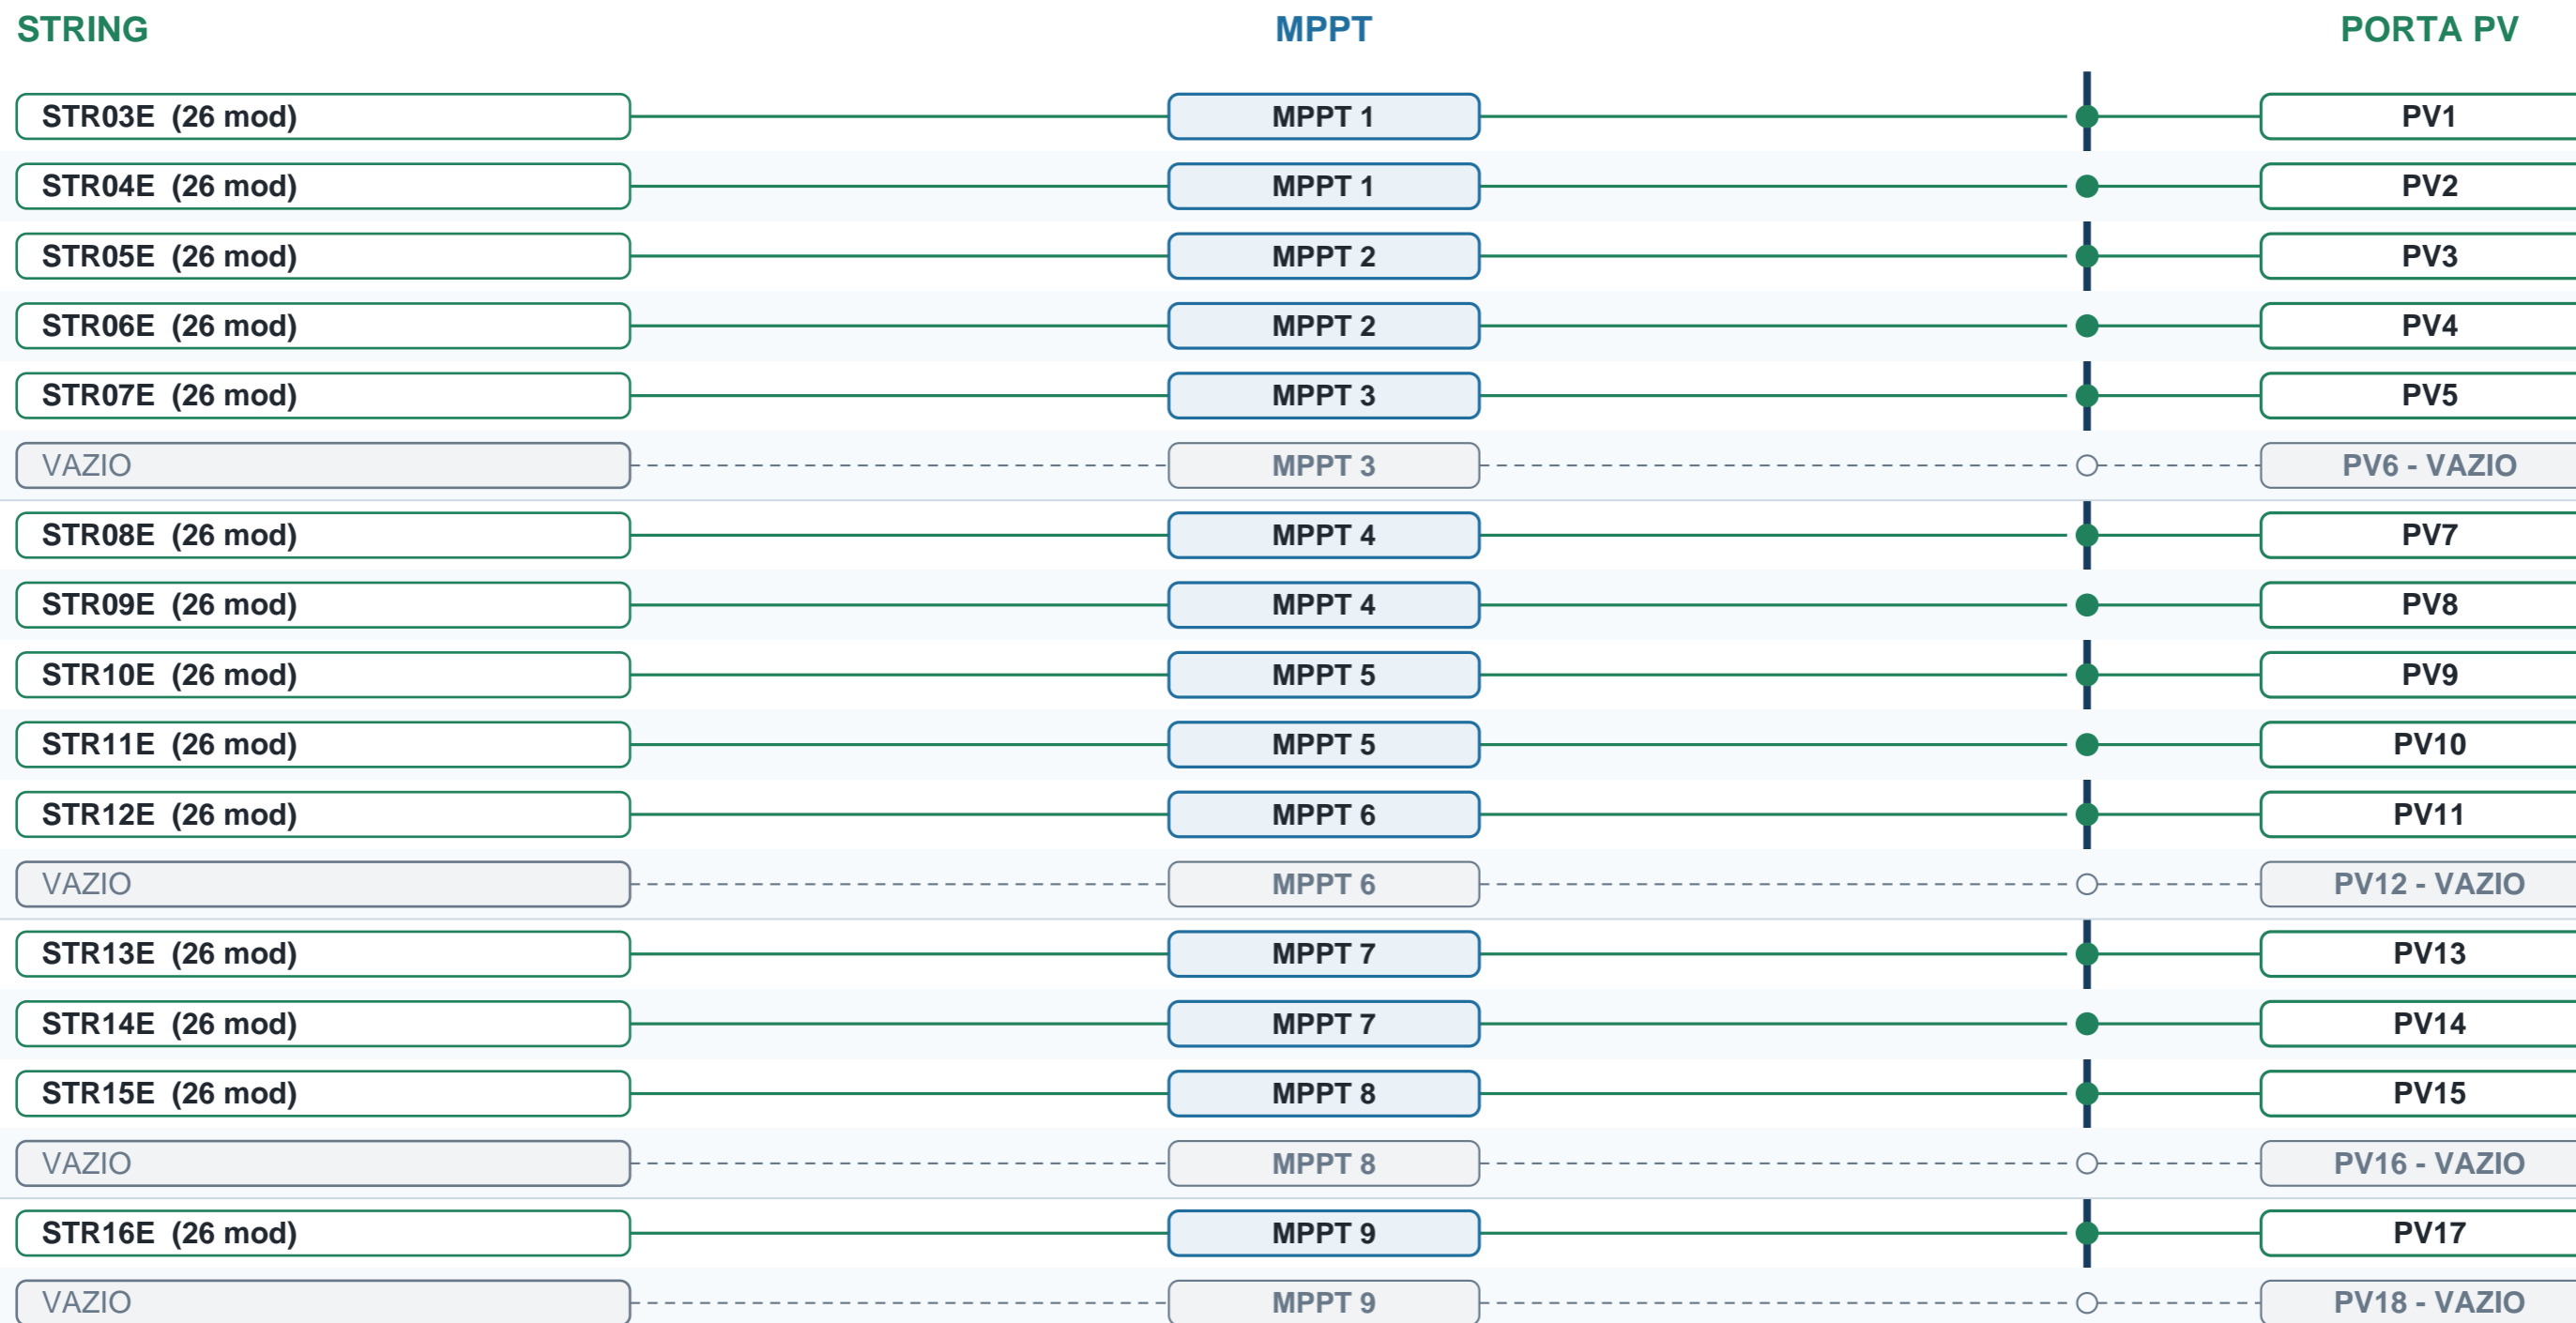 STRING MPPT PORTA PV
STR03E (26 mod) MPPT 1 PV1
STR04E (26 mod) MPPT 1 PV2
STR05E (26 mod) MPPT 2 PV3
STR06E (26 mod) MPPT 2 PV4
STR07E (26 mod) MPPT 3 PV5
VAZIO MPPT 3 PV6 - VAZIO
STR08E (26 mod) MPPT 4 PV7
STR09E (26 mod) MPPT 4 PV8
STR10E (26 mod) MPPT 5 PV9
STR11E (26 mod) MPPT 5 PV10
STR12E (26 mod) MPPT 6 PV11
VAZIO MPPT 6 PV12 - VAZIO
STR13E (26 mod) MPPT 7 PV13
STR14E (26 mod) MPPT 7 PV14
STR15E (26 mod) MPPT 8 PV15
VAZIO MPPT 8 PV16 - VAZIO
STR16E (26 mod) MPPT 9 PV17
VAZIO MPPT 9 PV18 - VAZIO